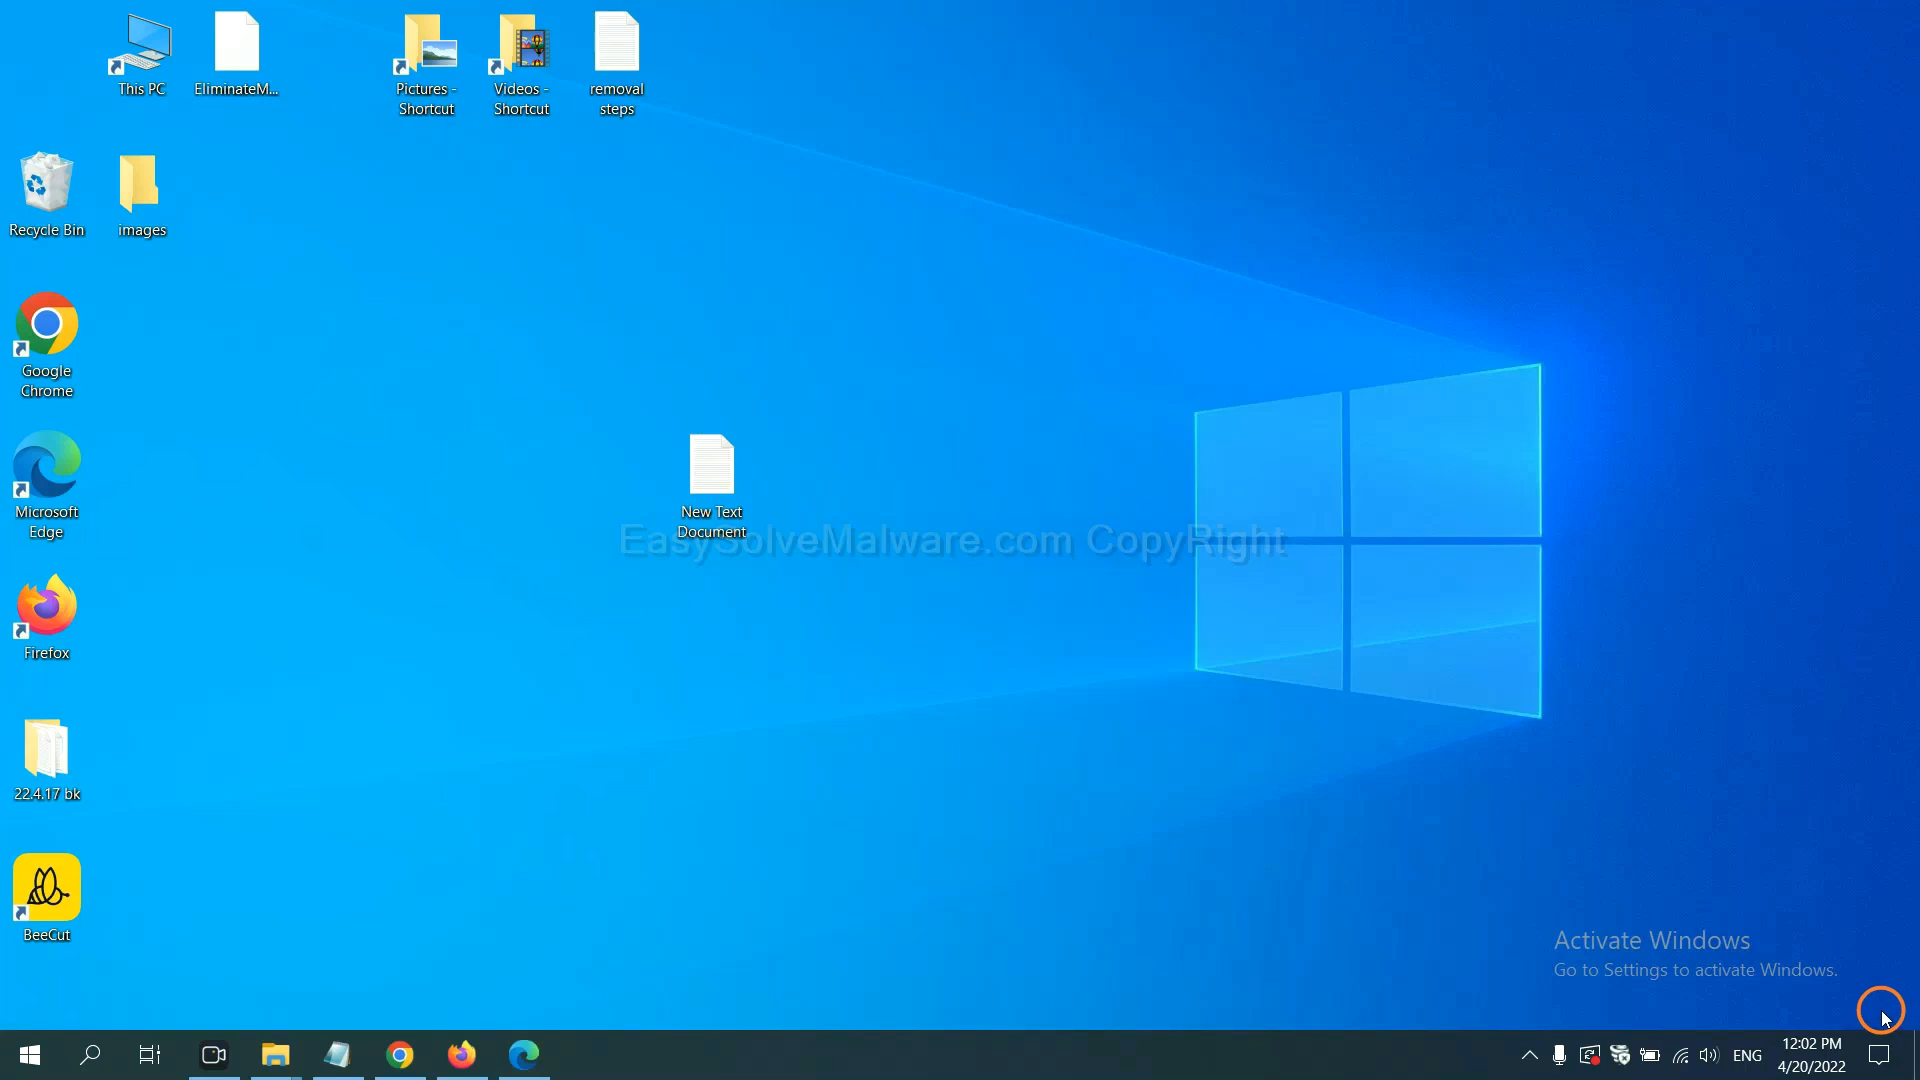 This PC
EliminateM...
Pictures -
Shortcut
Videos -
Shortcut
removal
steps
Recycle Bin
images
Google
Chrome
Microsoft
Edge
New Text
Document
EasySolveMalware.com CopyRight
Firefox
22.4.17 bk
BeeCut
Activate Windows
Go to Settings to activate Windows.
ENG
12:02 PM
4/20/2022